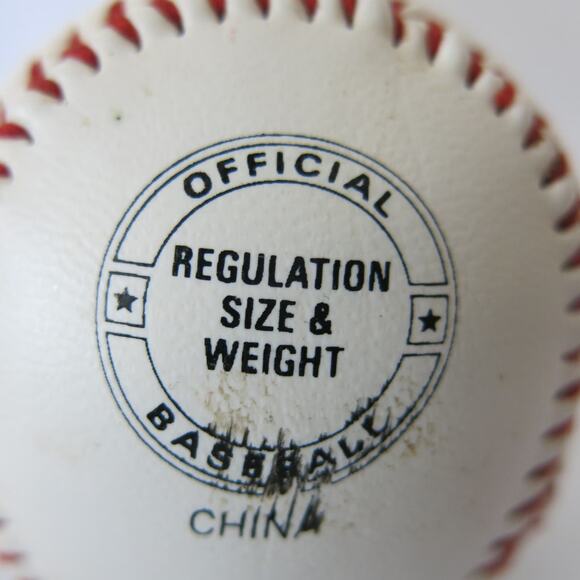 OFFICIAL
REGULATION
SIZE &
WEIGHT
BASEBALL
CHINA